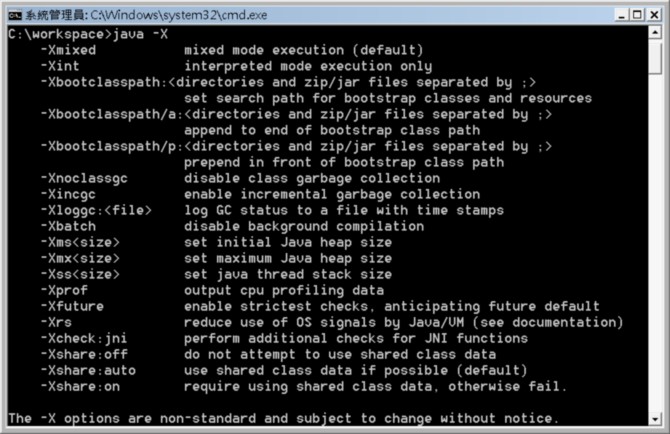 系統管理員: C:\Windows\system32\cmd.exe
C:\workspace>java -X
    -Xmixed           mixed mode execution (default)
    -Xint             interpreted mode execution only
    -Xbootclasspath:<directories and zip/jar files separated by ;>
                      set search path for bootstrap classes and resources
    -Xbootclasspath/a:<directories and zip/jar files separated by ;>
                      append to end of bootstrap class path
    -Xbootclasspath/p:<directories and zip/jar files separated by ;>
                      prepend in front of bootstrap class path
    -Xnoclassgc       disable class garbage collection
    -Xincgc           enable incremental garbage collection
    -Xloggc:<file>    log GC status to a file with time stamps
    -Xbatch           disable background compilation
    -Xms<size>        set initial Java heap size
    -Xmx<size>        set maximum Java heap size
    -Xss<size>        set java thread stack size
    -Xprof            output cpu profiling data
    -Xfuture          enable strictest checks, anticipating future default
    -Xrs              reduce use of OS signals by Java/VM (see documentation)
    -Xcheck:jni       perform additional checks for JNI functions
    -Xshare:off       do not attempt to use shared class data
    -Xshare:auto      use shared class data if possible (default)
    -Xshare:on        require using shared class data, otherwise fail.
The -X options are non-standard and subject to change without notice.